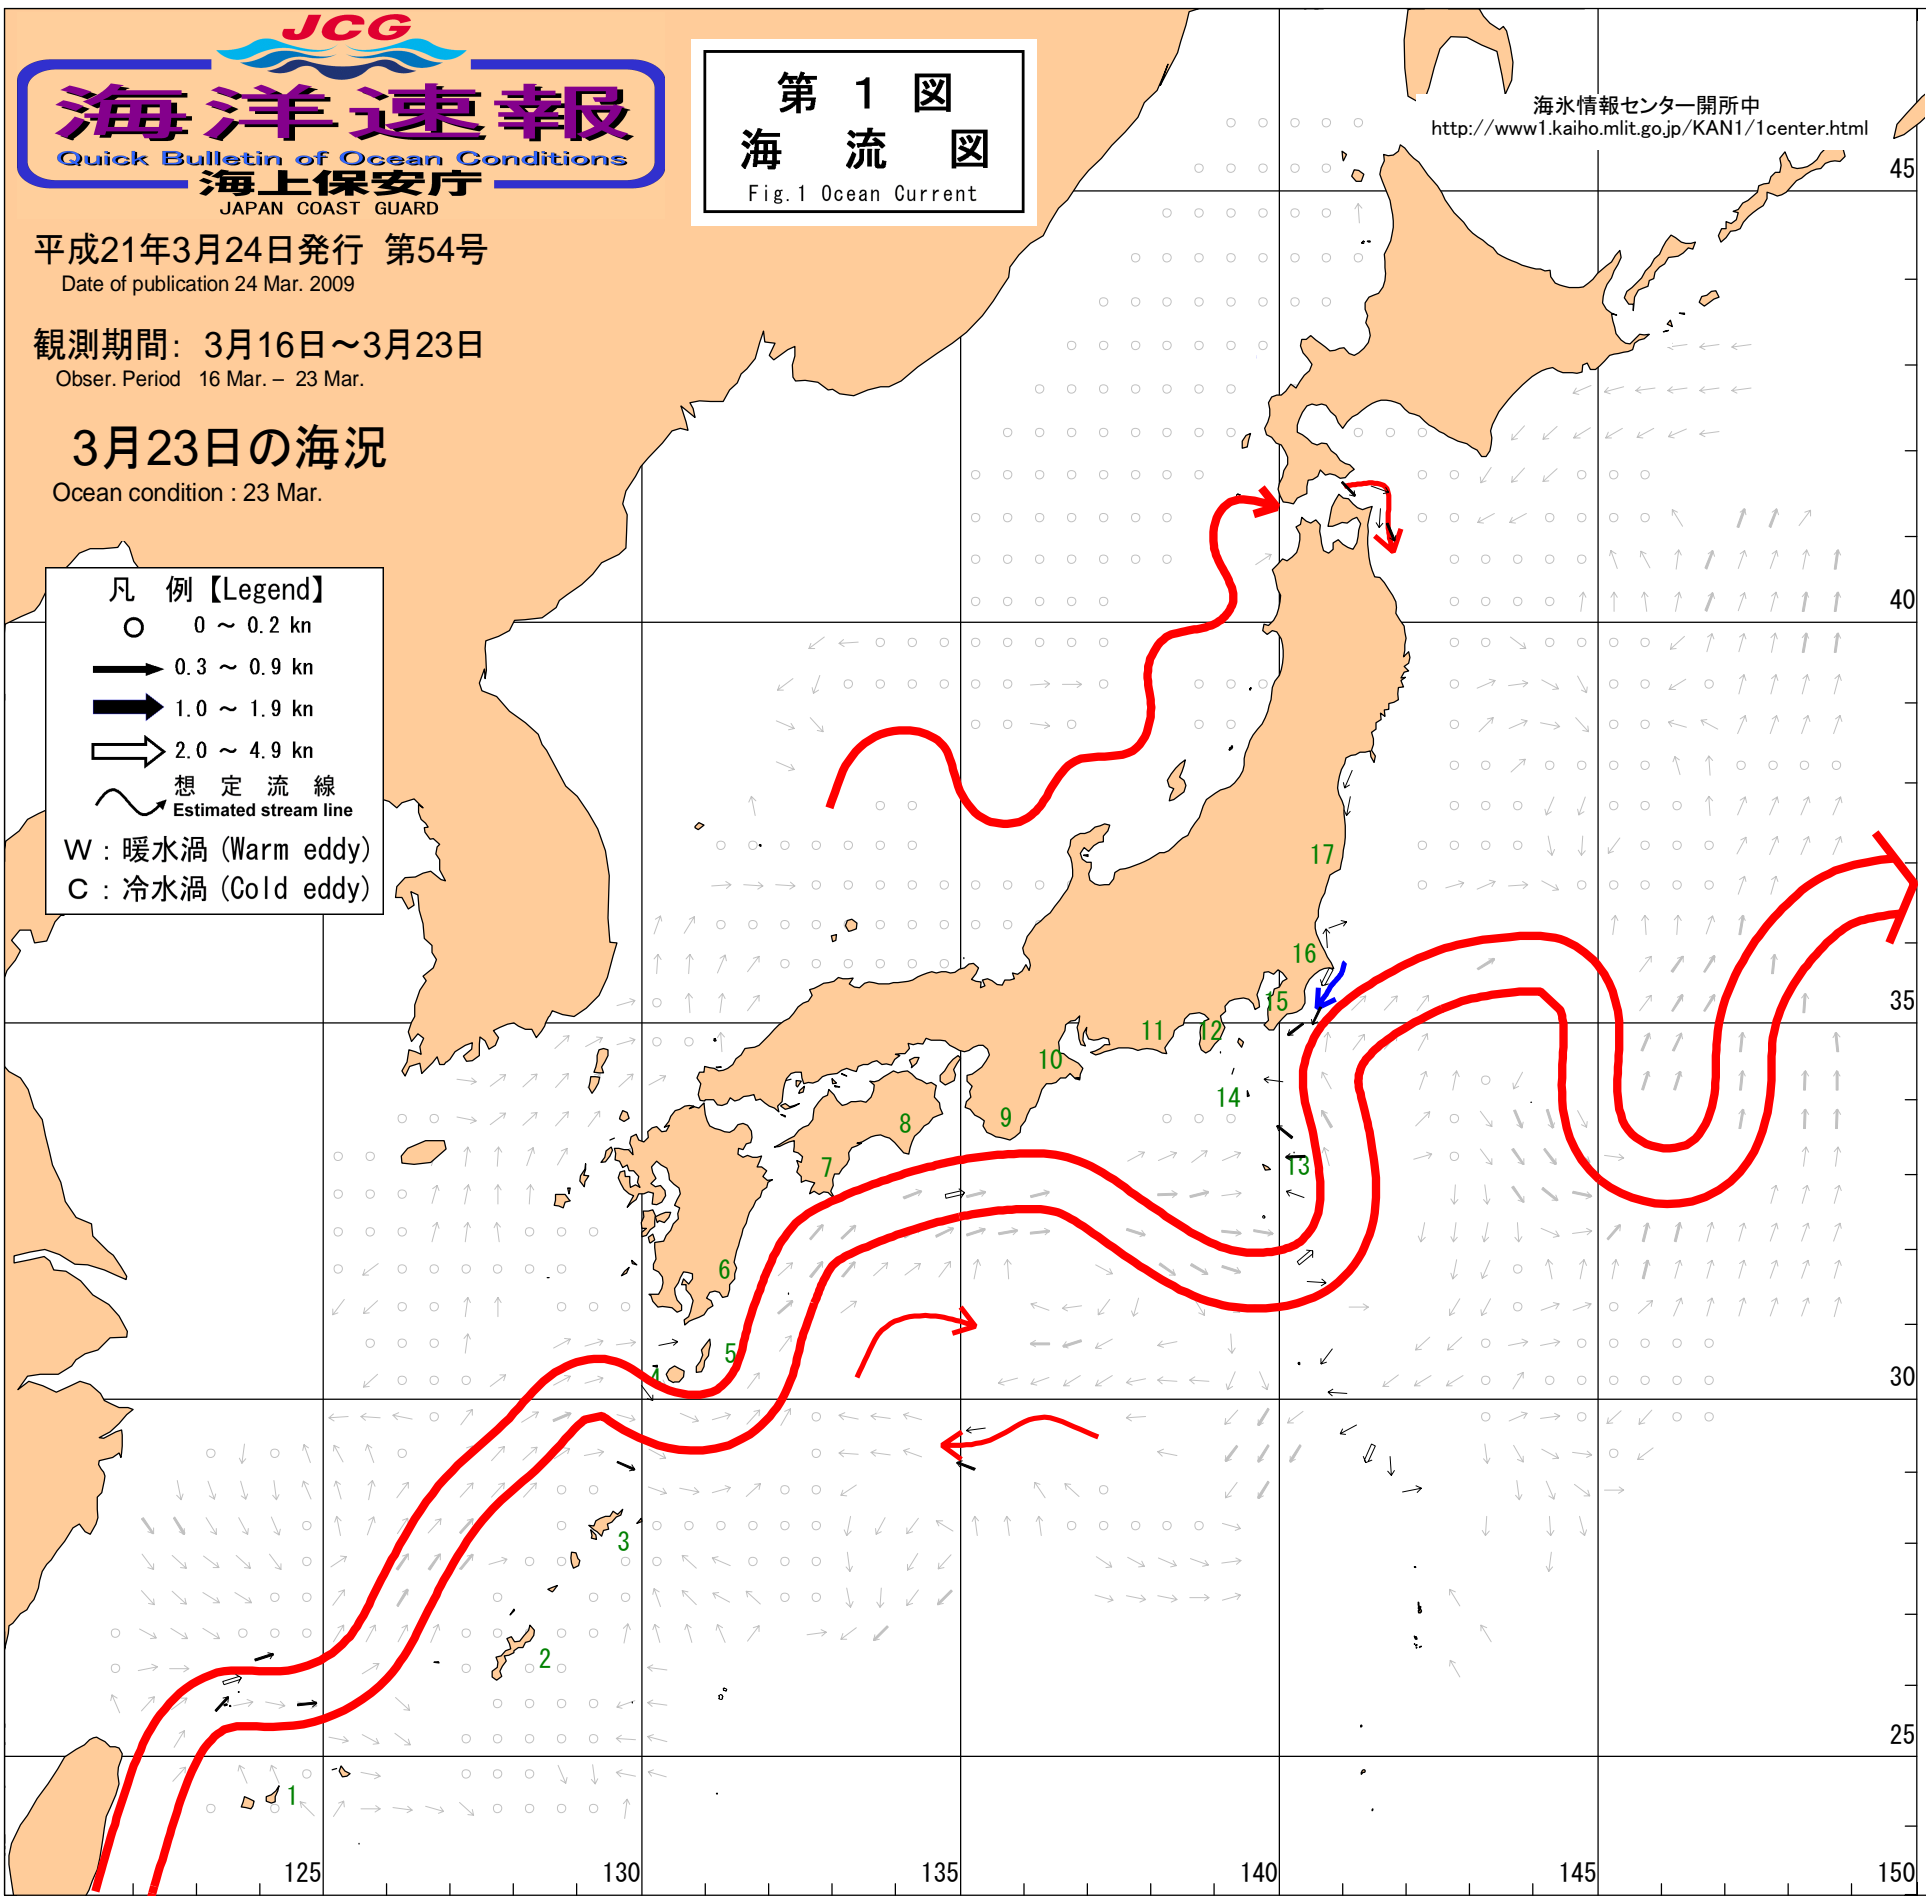 JCG
海洋速報
Quick Bulletin of Ocean Conditions
海上保安庁
JAPAN COAST GUARD
平成21年3月24日発行 第54号
Date of publication 24 Mar. 2009
観測期間: 3月16日～3月23日
Obser. Period 16 Mar. – 23 Mar.
3月23日の海況
Ocean condition : 23 Mar.
第 1 図
海 流 図
Fig.1 Ocean Current
海氷情報センター開所中
http://www1.kaiho.mlit.go.jp/KAN1/1center.html
凡 例【Legend】
0 ～ 0.2 kn
0.3 ～ 0.9 kn
1.0 ～ 1.9 kn
2.0 ～ 4.9 kn
想 定 流 線
Estimated stream line
W : 暖水渦 (Warm eddy)
C : 冷水渦 (Cold eddy)
45
40
17
16
15
35
11
12
10
14
8
9
7
13
6
5
4
30
3
2
25
1
125
130
135
140
145
150